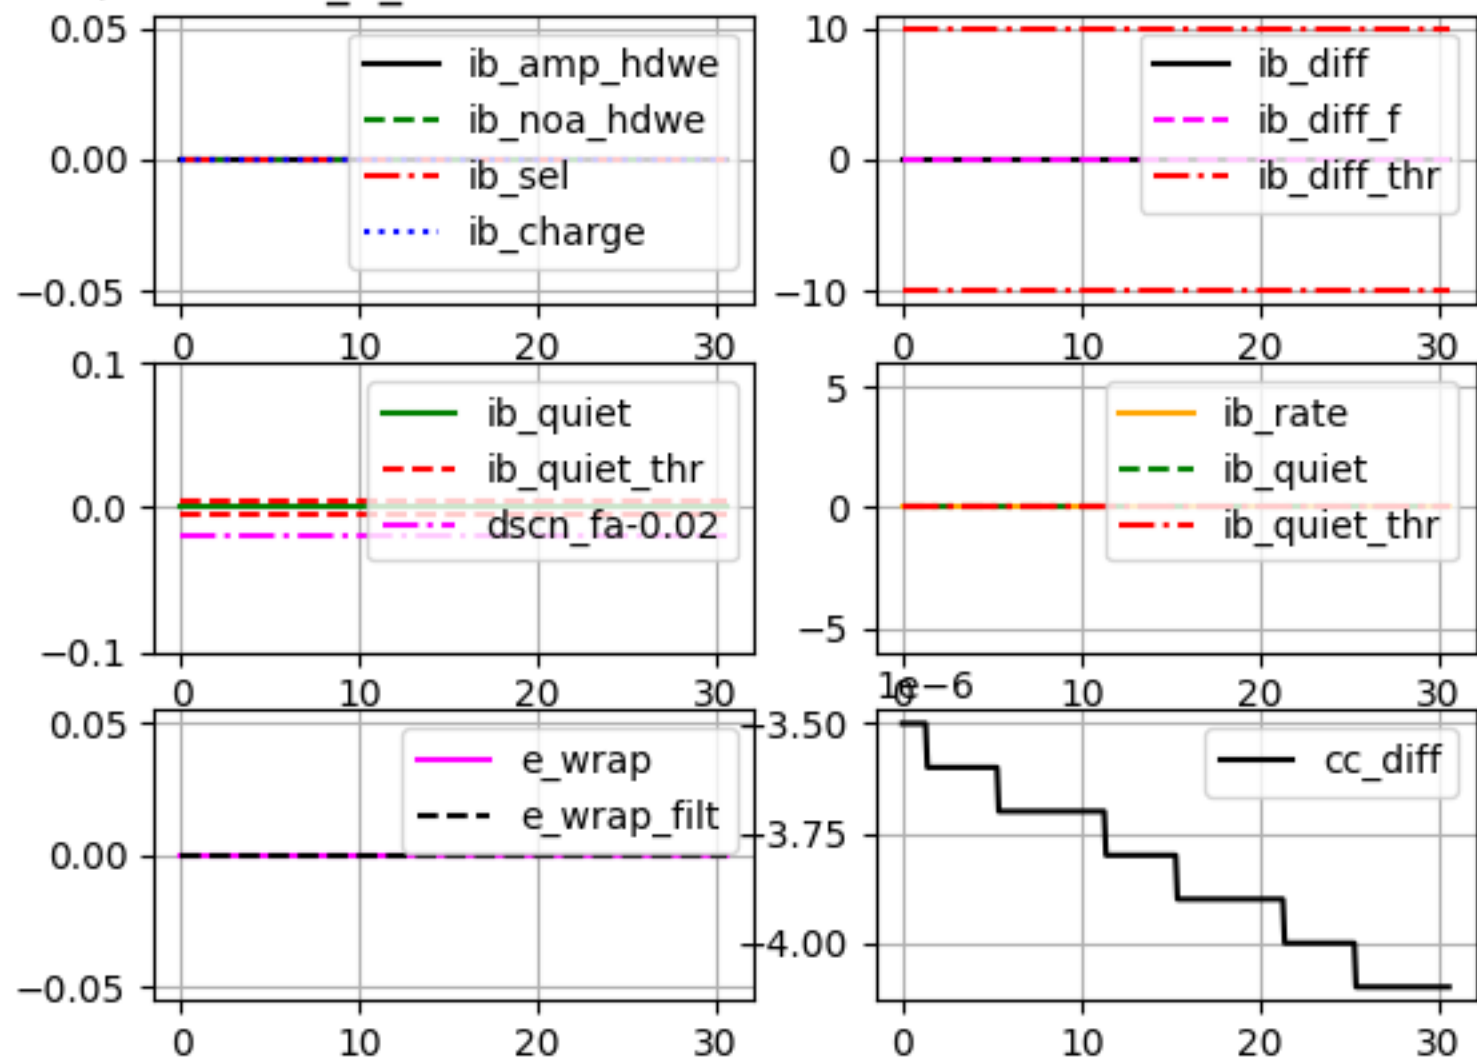 0.05
0.00
−0.05
0 10 20 30
ib_amp_hdwe
ib_noa_hdwe
ib_sel
ib_charge
10
0
−10
0 10 20 30
ib_diff
ib_diff_f
ib_diff_thr
0.1
0.0
−0.1
0 10 20 30
ib_quiet
ib_quiet_thr
dscn_fa-0.02
5
0
−5
0 10 20 30
ib_rate
ib_quiet
ib_quiet_thr
0.05
0.00
−0.05
0 10 20 30
e_wrap
e_wrap_filt
1e−6
−3.50
−3.75
−4.00
0 10 20 30
cc_diff